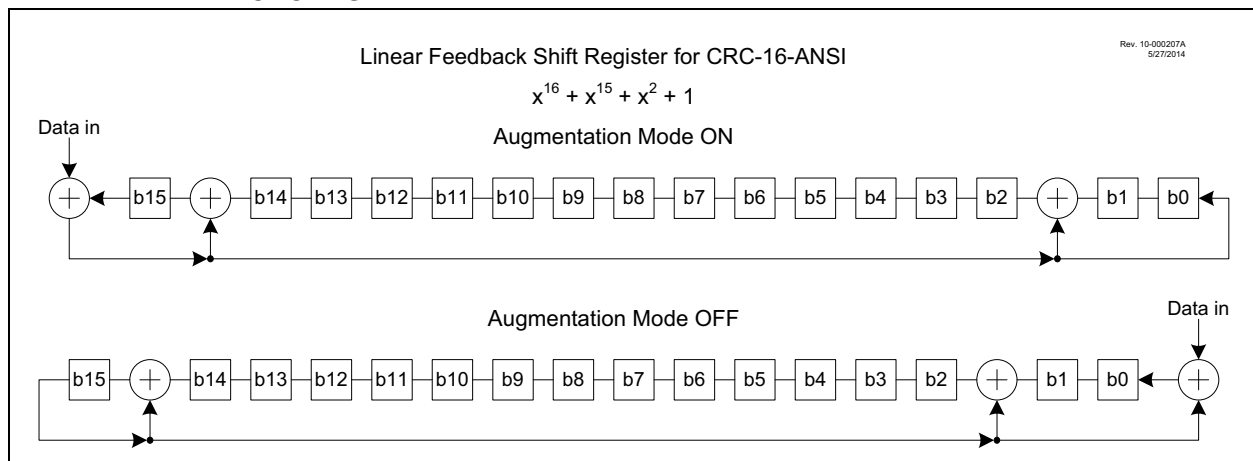 Linear Feedback Shift Register for CRC-16-ANSI
Rev. 10-000207A
5/27/2014
x¹⁶ + x¹⁵ + x² + 1
Augmentation Mode ON
Data in
+ b15 + b14 b13 b12 b11 b10 b9 b8 b7 b6 b5 b4 b3 b2 + b1 b0
Augmentation Mode OFF
Data in
b15 + b14 b13 b12 b11 b10 b9 b8 b7 b6 b5 b4 b3 b2 + b1 b0 +